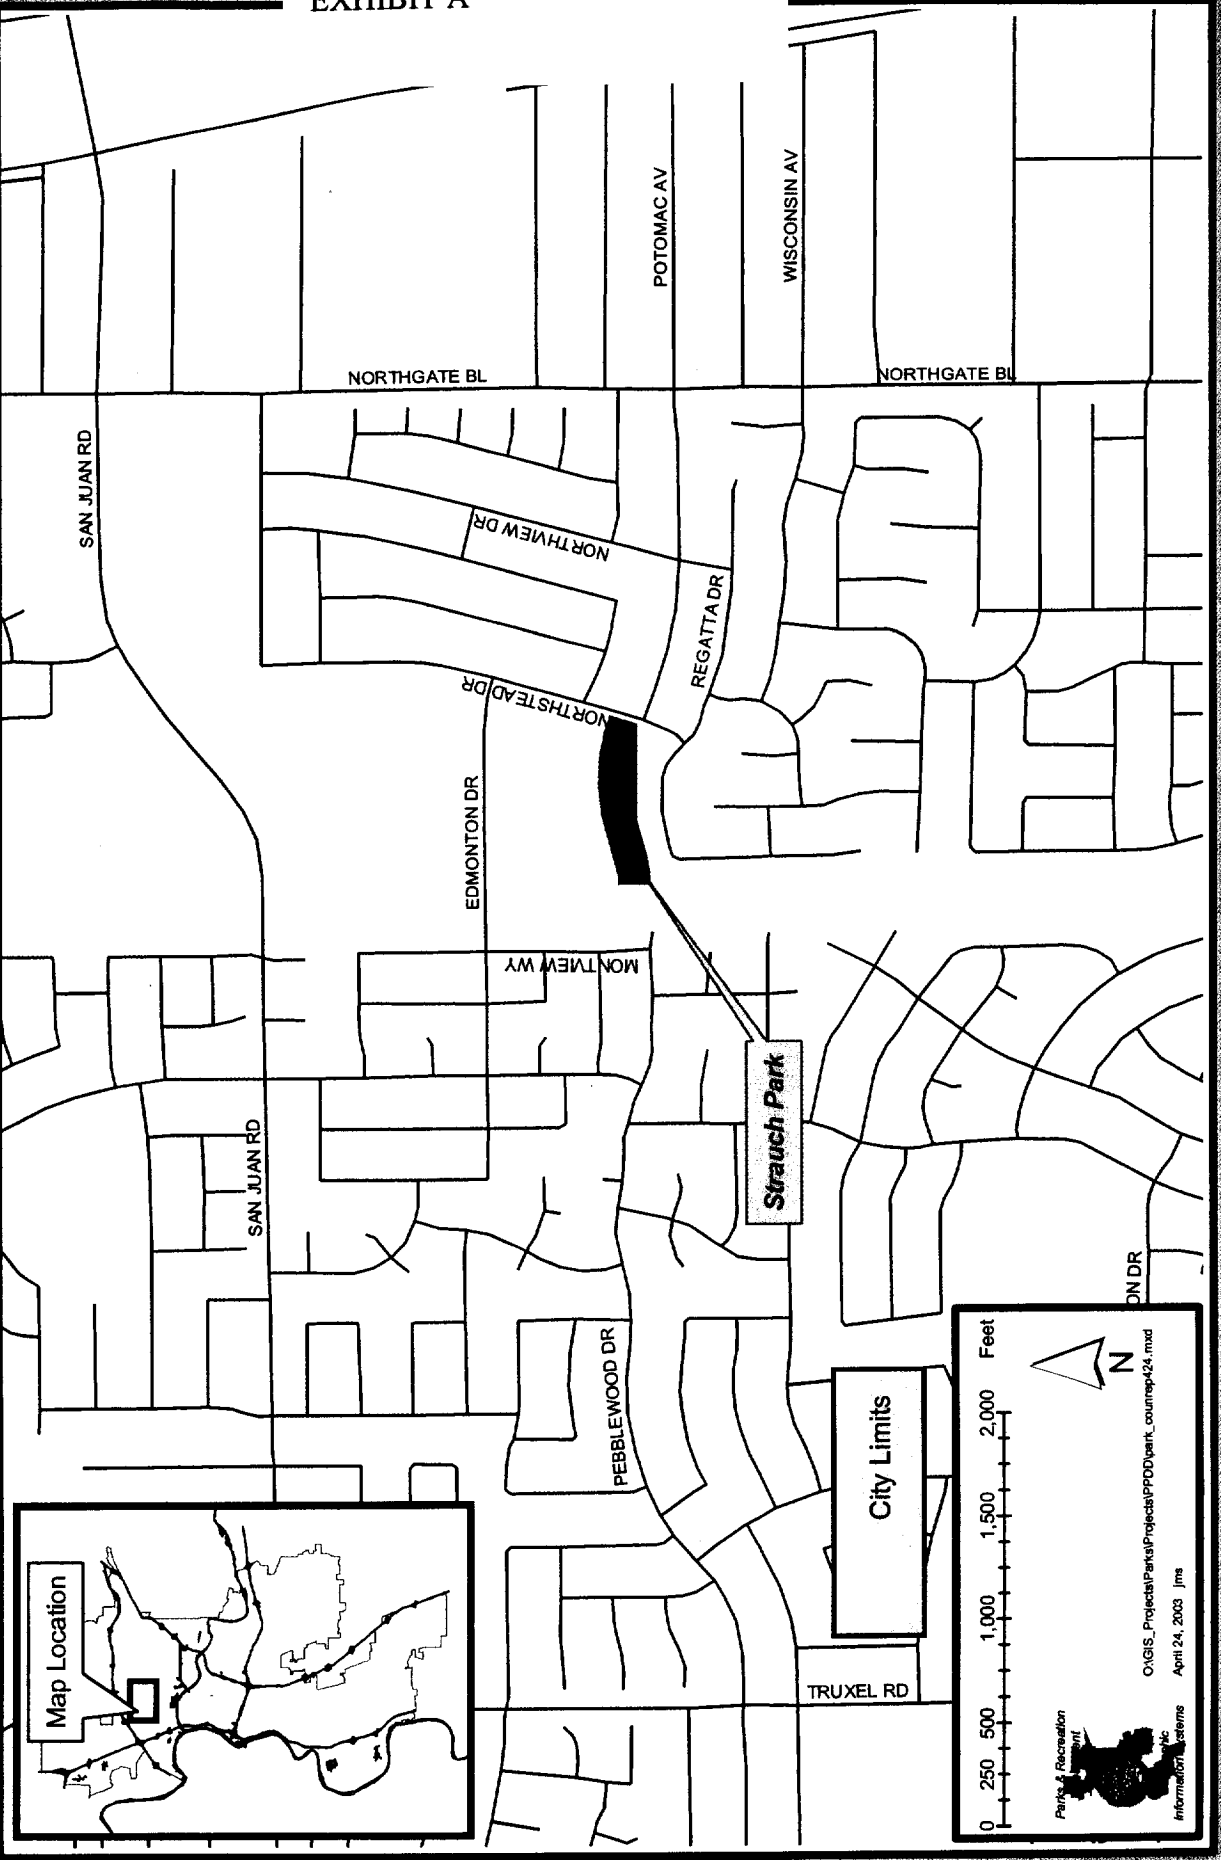 EXHIBIT A
POTOMAC AV
WISCONSIN AV
NORTHGATE BL
NORTHGATE BL
SAN JUAN RD
NORTHVIEW DR
REGATTA DR
NORTHSTEAD DR
EDMONTON DR
MONTVIEW WY
Strauch Park
SAN JUAN RD
PEBBLEWOOD DR
ON DR
City Limits
TRUXEL RD
Map Location
0 250 500 1,000 1,500 2,000 Feet
N
Parks & Recreation
Information Systems
O:\GIS_Projects\Parks\Projects\PPDD\park_counrep424.mxd
April 24, 2003 jms